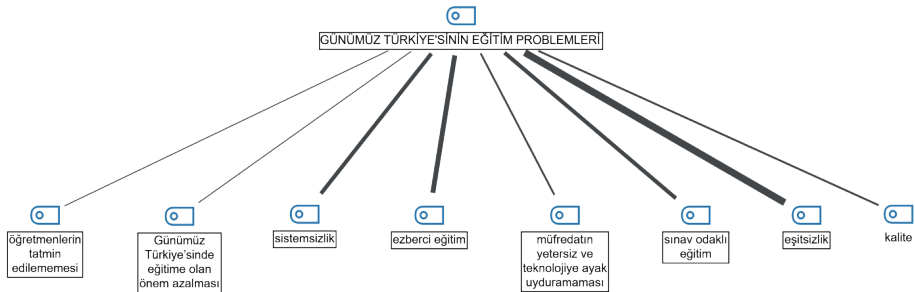 GÜNÜMÜZ TÜRKİYE'SİNİN EĞİTİM PROBLEMLERİ
öğretmenlerin
tatmin
edilememesi
Günümüz
Türkiye'sinde
eğitime olan
önem azalması
sistemsizlik
ezberci eğitim
müfredatın
yetersiz ve
teknolojiye ayak
uyduramaması
sınav odaklı
eğitim
eşitsizlik
kalite